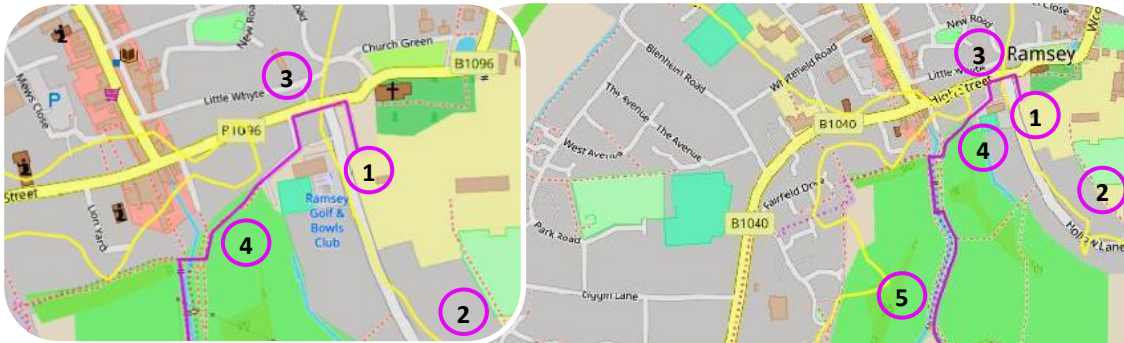 New Road
Church Green
B1096
3
Little Whyte
P
Mews Close
B1096
1
Street
Ramsey
Golf &
Bowls
Club
Lion Yard
4
2
New Road
Close
3
Ramsey
Blenheim Road
Whytefield Road
Little Whyte
High Street
The Avenue
B1040
1
The Avenue
West Avenue
4
2
Fairfield Drive
B1040
Park Road
Hollow Lane
Biggin Lane
5